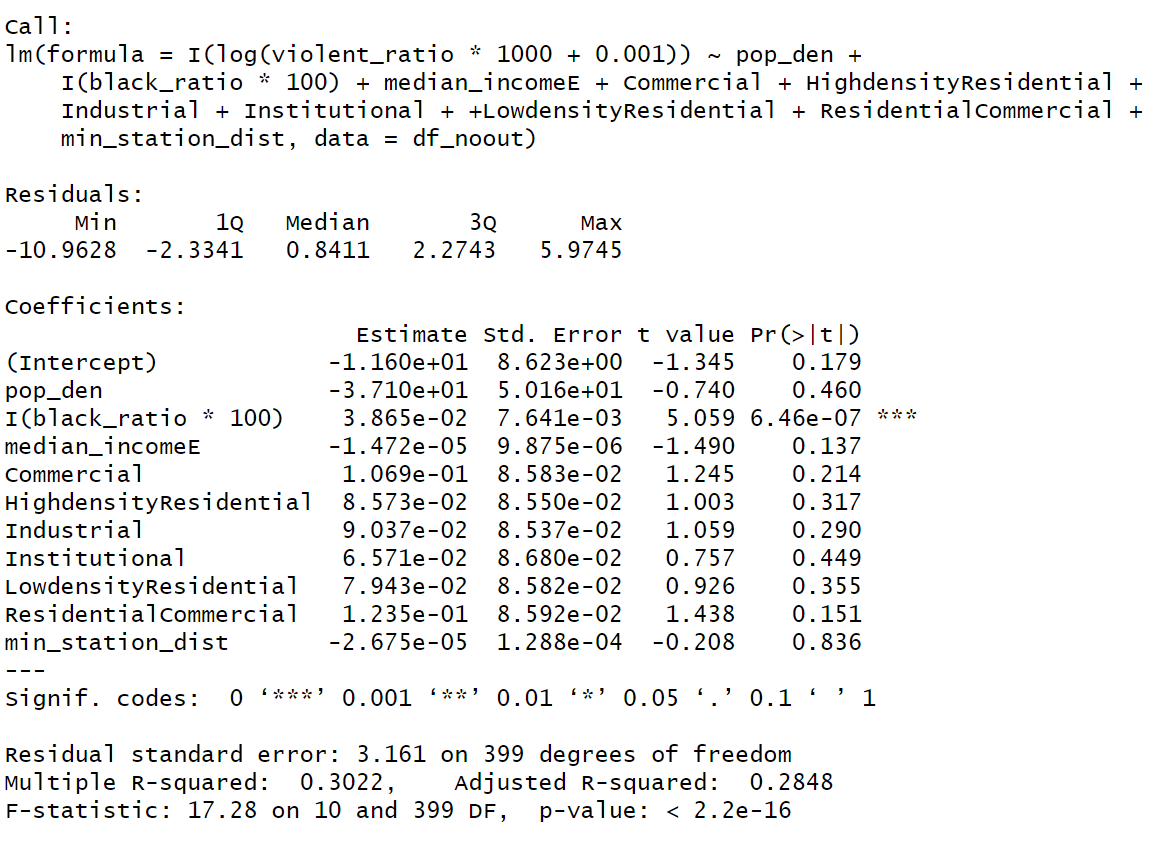 Call:
lm(formula = I(log(violent_ratio * 1000 + 0.001)) ~ pop_den +
    I(black_ratio * 100) + median_incomeE + Commercial + HighdensityResidential +
    Industrial + Institutional + +LowdensityResidential + ResidentialCommercial +
    min_station_dist, data = df_noout)

Residuals:
     Min       1Q   Median       3Q      Max
-10.9628  -2.3341   0.8411   2.2743   5.9745

Coefficients:
                         Estimate Std. Error t value Pr(>|t|)
(Intercept)            -1.160e+01  8.623e+00  -1.345    0.179
pop_den                -3.710e+01  5.016e+01  -0.740    0.460
I(black_ratio * 100)    3.865e-02  7.641e-03   5.059 6.46e-07 ***
median_incomeE         -1.472e-05  9.875e-06  -1.490    0.137
Commercial              1.069e-01  8.583e-02   1.245    0.214
HighdensityResidential  8.573e-02  8.550e-02   1.003    0.317
Industrial              9.037e-02  8.537e-02   1.059    0.290
Institutional           6.571e-02  8.680e-02   0.757    0.449
LowdensityResidential   7.943e-02  8.582e-02   0.926    0.355
ResidentialCommercial   1.235e-01  8.592e-02   1.438    0.151
min_station_dist       -2.675e-05  1.288e-04  -0.208    0.836
---
Signif. codes:  0 ‘***’ 0.001 ‘**’ 0.01 ‘*’ 0.05 ‘.’ 0.1 ‘ ’ 1

Residual standard error: 3.161 on 399 degrees of freedom
Multiple R-squared:  0.3022,    Adjusted R-squared:  0.2848
F-statistic: 17.28 on 10 and 399 DF,  p-value: < 2.2e-16